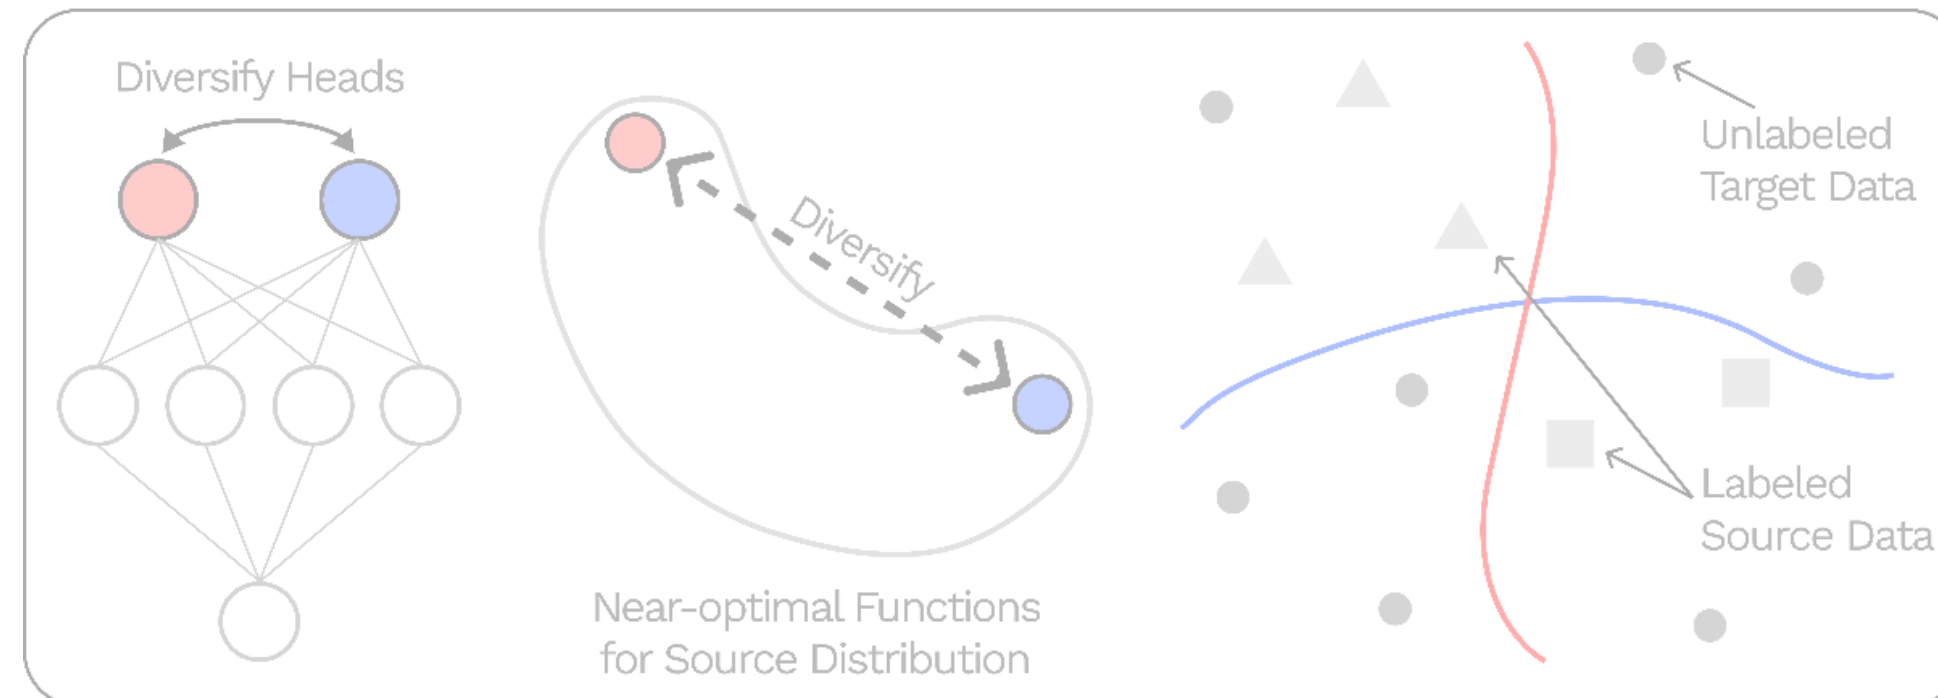 Diversify Heads
Diversify
Near-optimal Functions
for Source Distribution
Unlabeled
Target Data
Labeled
Source Data